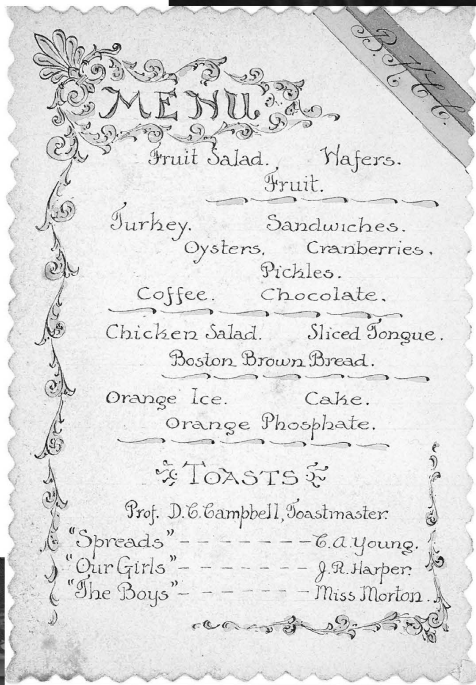 MENU
Fruit Salad. Wafers.
Fruit.
Turkey. Sandwiches.
Oysters. Cranberries.
Pickles.
Coffee. Chocolate.
Chicken Salad. Sliced Tongue.
Boston Brown Bread.
Orange Ice. Cake.
Orange Phosphate.
TOASTS
Prof. D.C. Campbell, Toastmaster.
"Spreads" - - - - - - - - C.A. Young.
"Our Girls" - - - - - - - J.R. Harper.
"The Boys" - - - - - - - Miss Morton.